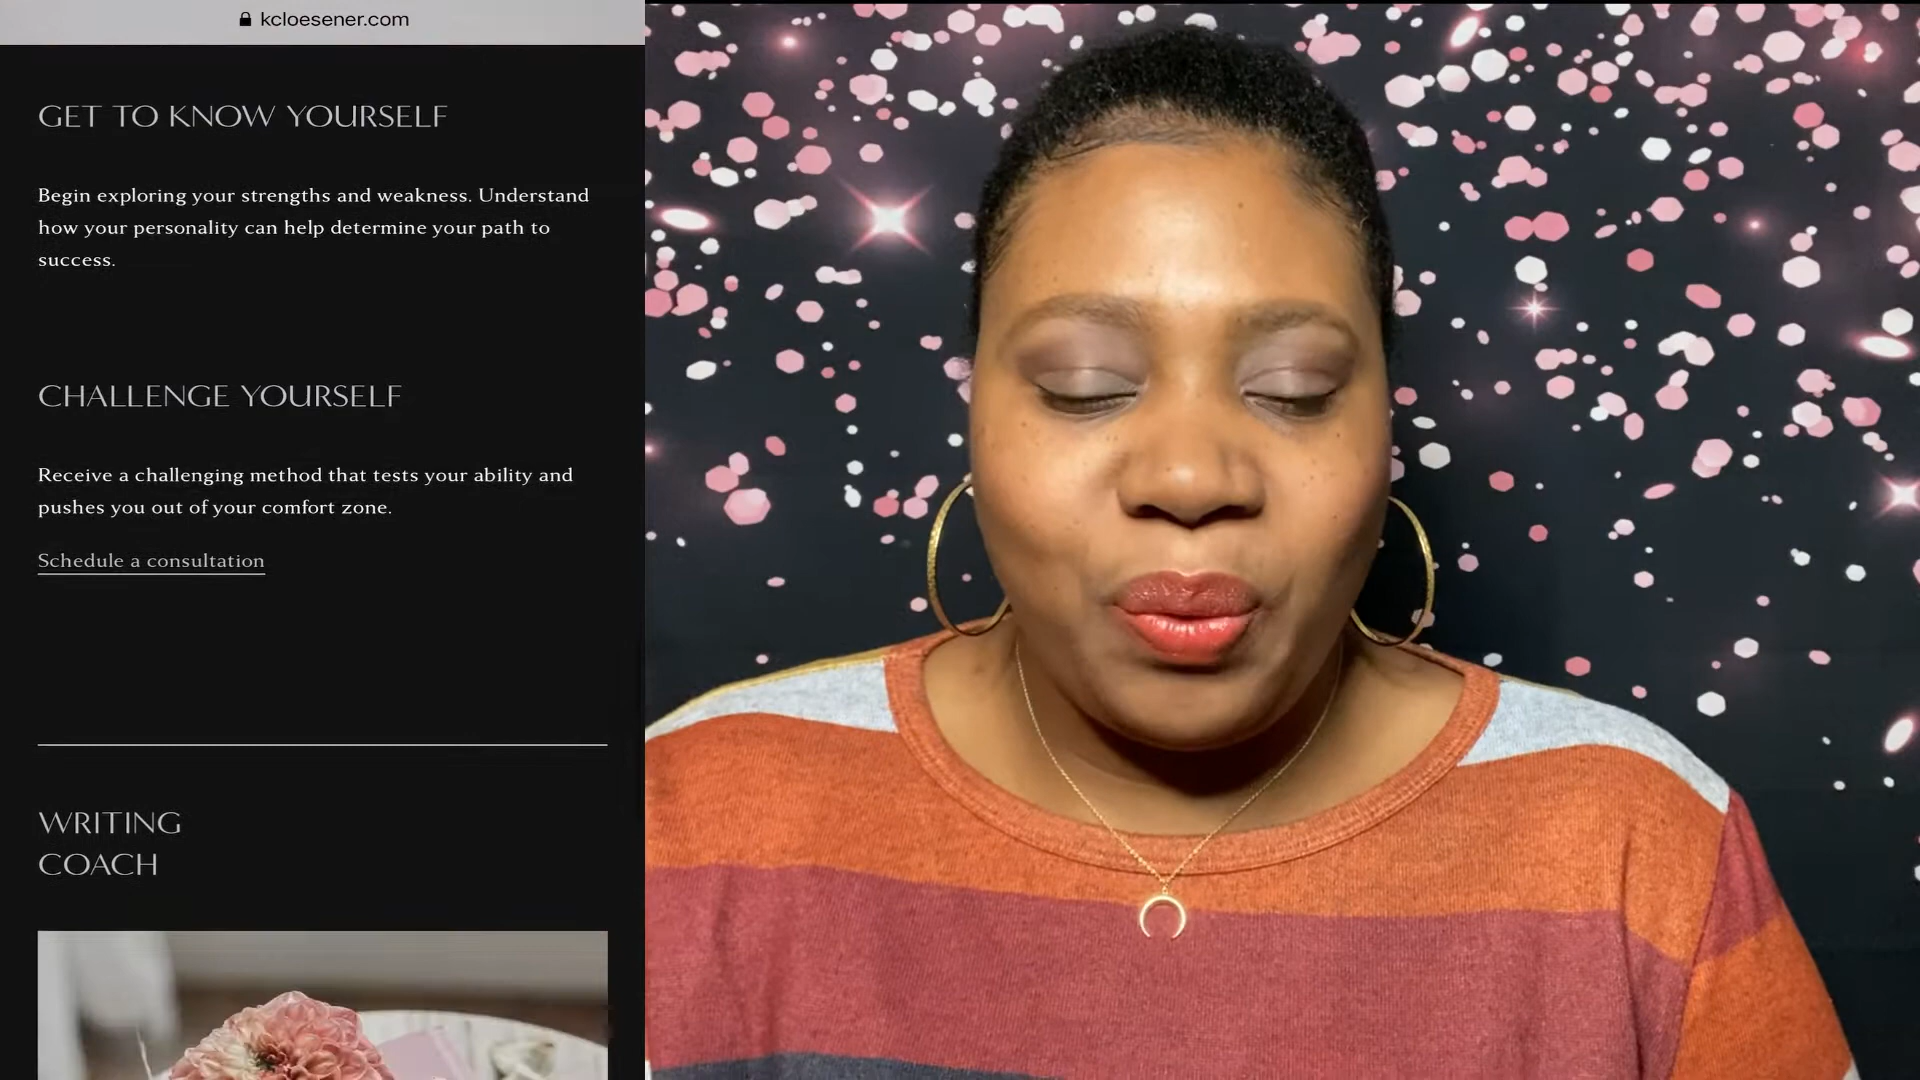 kcloesener.com
GET TO KNOW YOURSELF
Begin exploring your strengths and weakness. Understand
how your personality can help determine your path to
success.
CHALLENGE YOURSELF
Receive a challenging method that tests your ability and
pushes you out of your comfort zone.
Schedule a consultation
WRITING
COACH